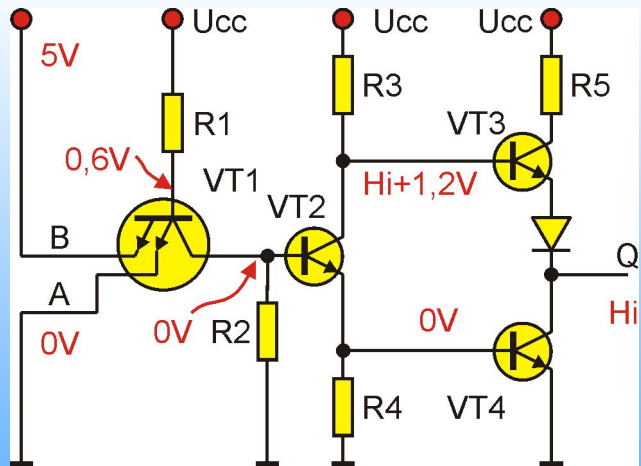 Ucc
Ucc
Ucc
5V
R1
R3
R5
0,6V
VT1
VT2
VT3
Hi+1,2V
B
A
0V
0V
R2
0V
Q
Hi
R4
VT4